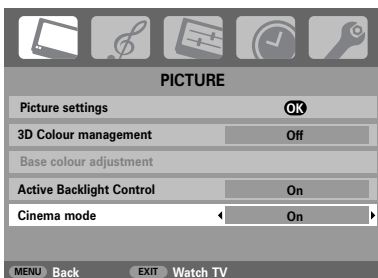 PICTURE
Picture settings OK
3D Colour management Off
Base colour adjustment
Active Backlight Control On
Cinema mode On
MENU Back EXIT Watch TV